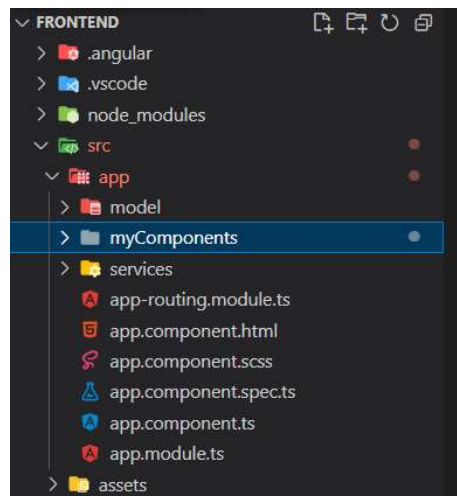 FRONTEND
.angular
.vscode
node_modules
src
app
model
myComponents
services
app-routing.module.ts
app.component.html
app.component.scss
app.component.spec.ts
app.component.ts
app.module.ts
assets